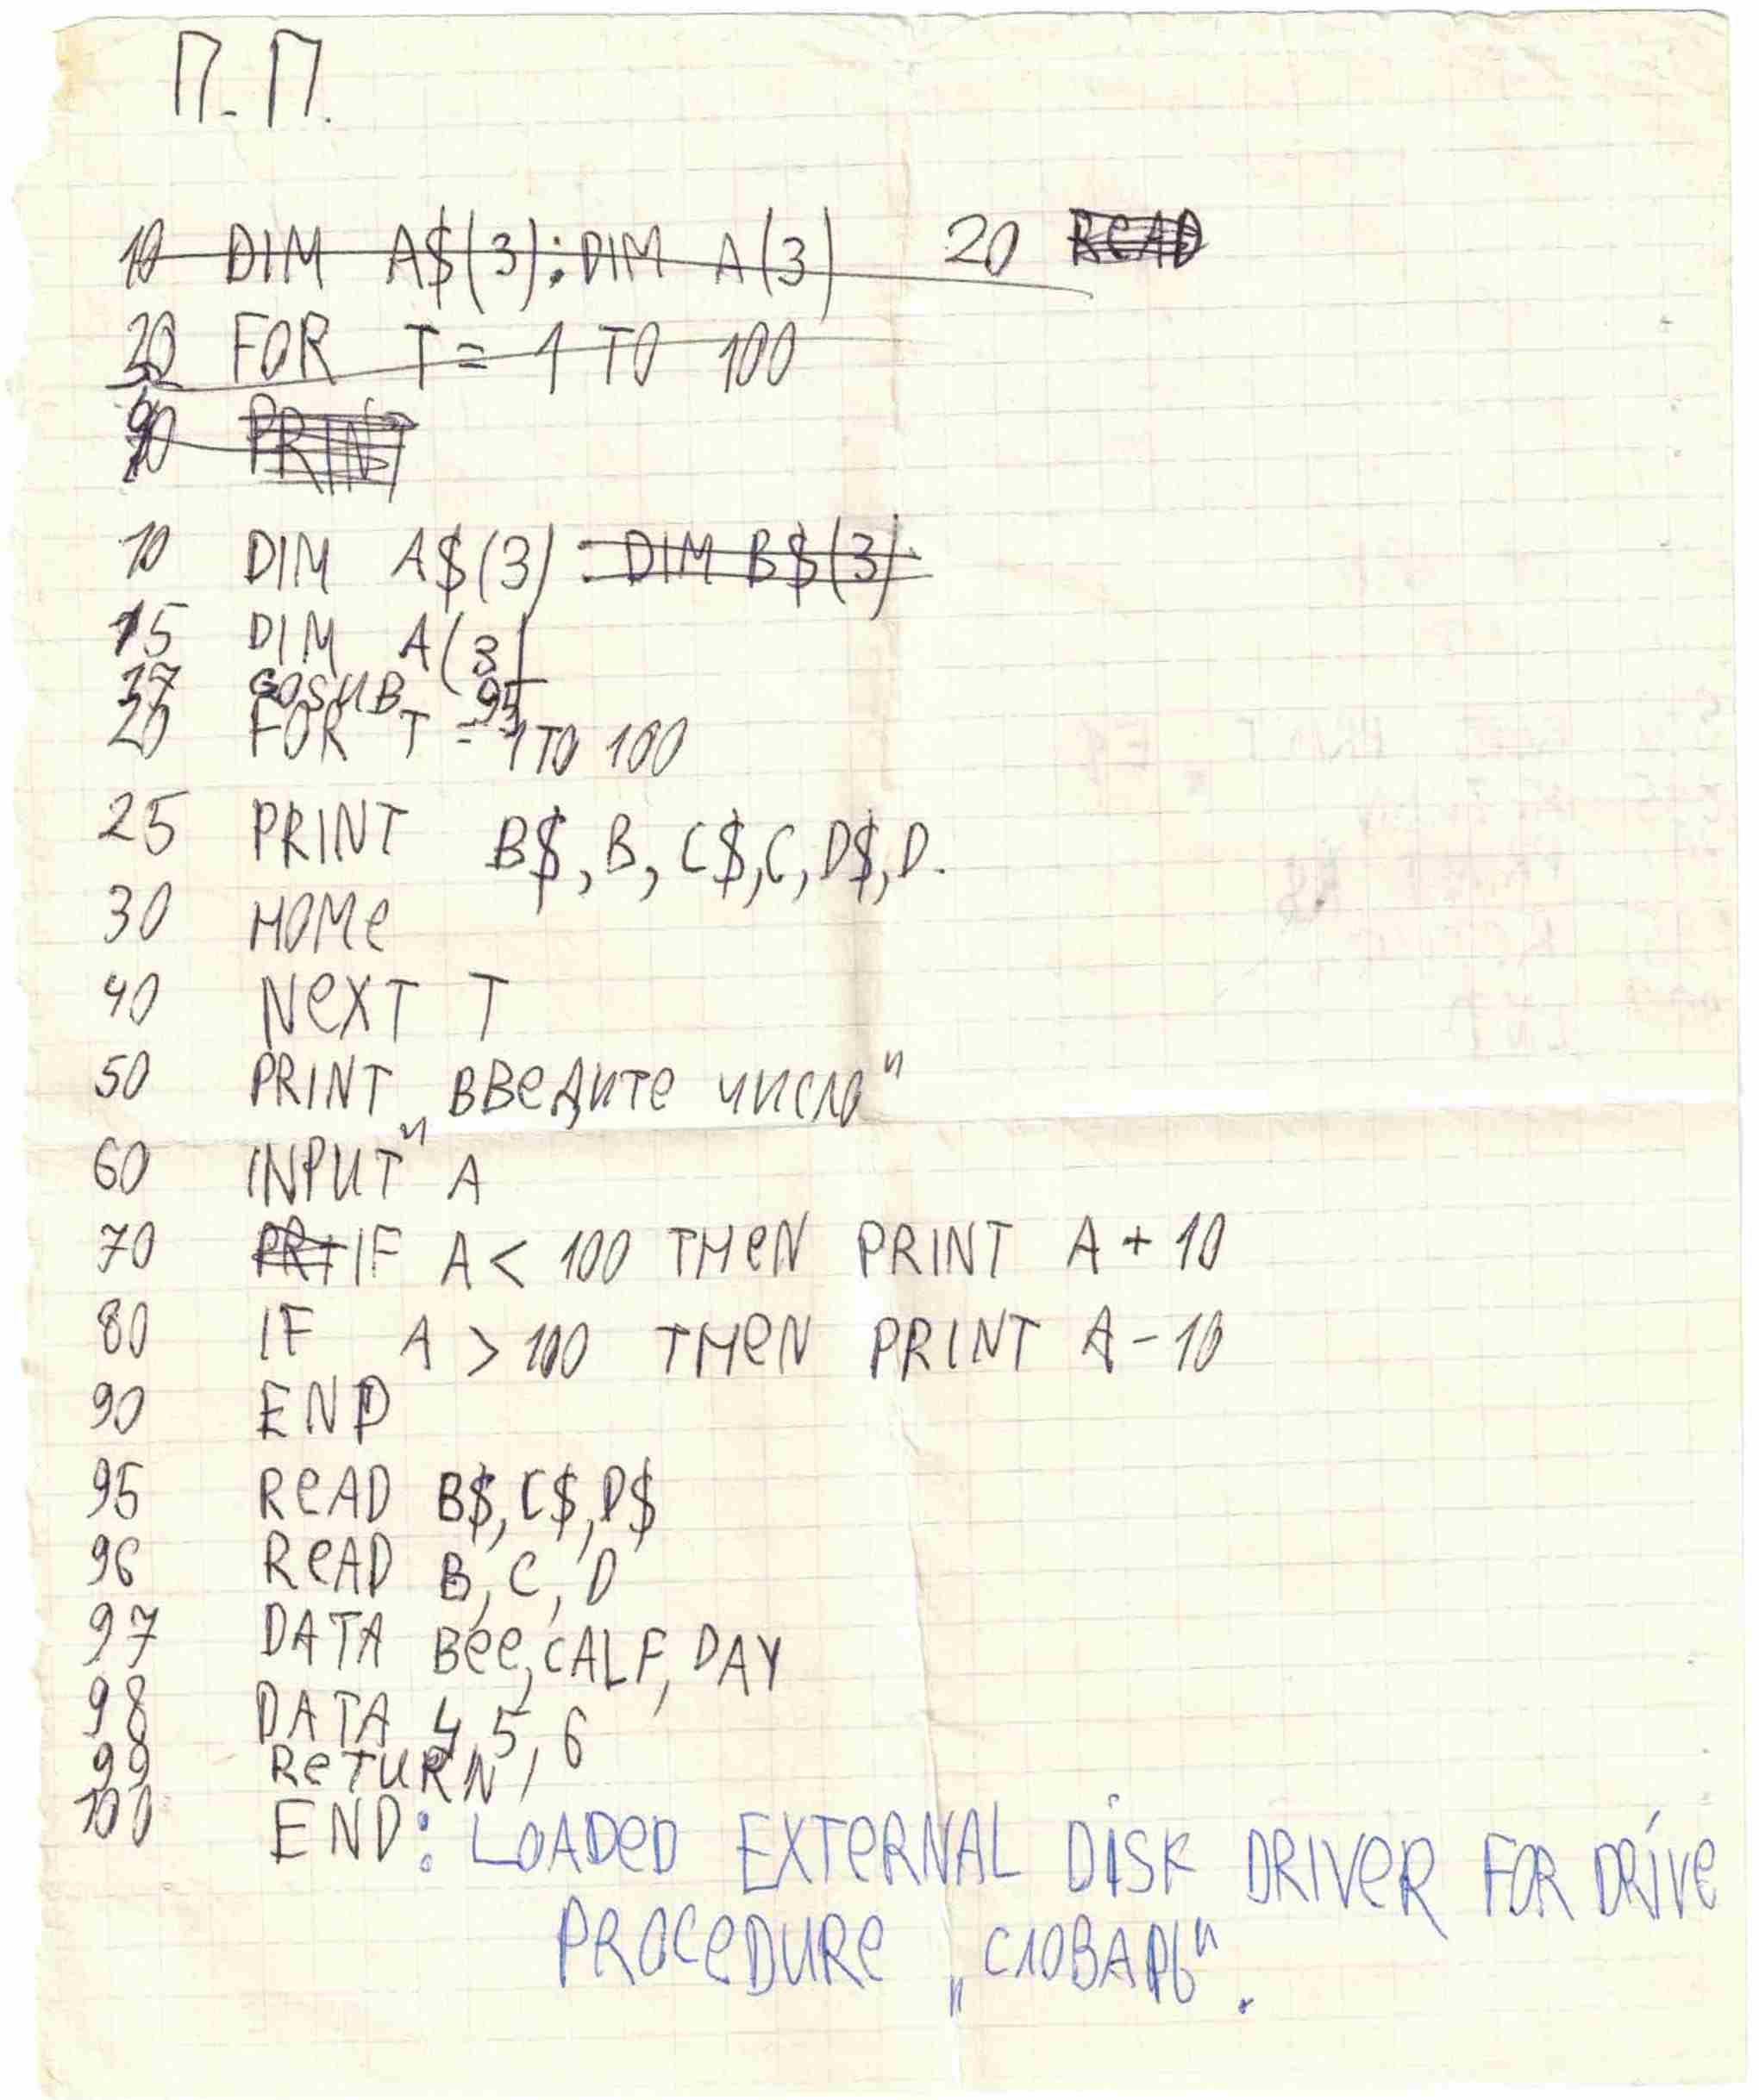 П.П.
10 DIM A$(3):DIM A(3) 20 READ
FOR T = 1 TO 100
PRINT
10 DIM A$(3) : DIM B$(3)
15 DIM A(3)
17 GOSUB 95
20 FOR T = 1 TO 100
25 PRINT B$, B, C$, C, D$, D.
30 HOMe
40 NeXT T
50 PRINT „ВВеДИТе ЧИСЛО"
60 INPUT" A
70 PRI IF A < 100 THeN PRINT A + 10
80 IF A > 100 THeN PRINT A - 10
90 END
95 ReAD B$, C$, D$
96 ReAD B, C, D
97 DATA Bee, CALF, DAY
98 DATA 4, 5, 6
99 ReTURN
100 END: LOADeD EXTeRNAL DiSK DRiVeR FOR DRiVe
PROCeDURe „СЛОВАРЬ".